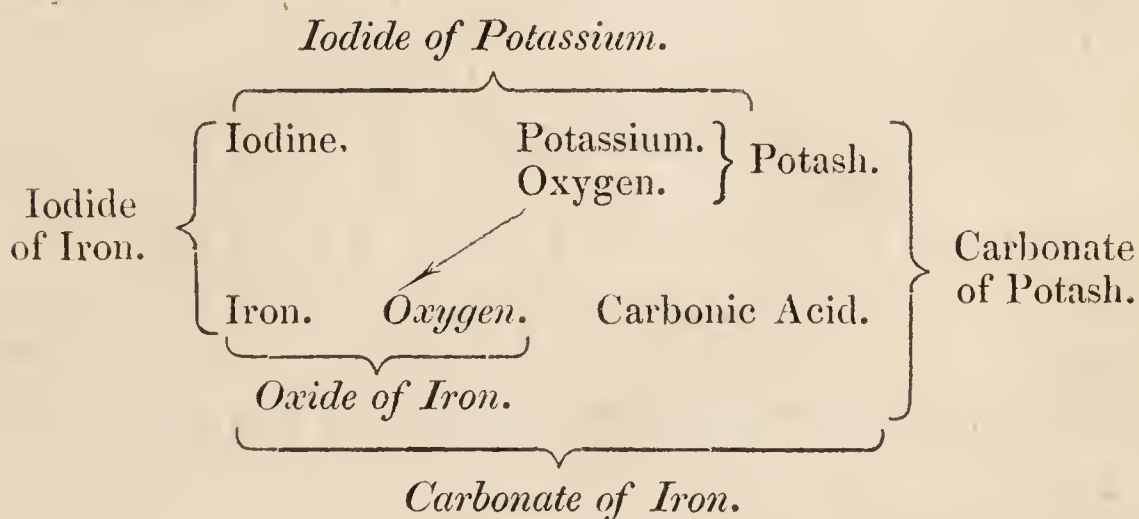 Iodide of Potassium.
Iodine. Potassium.
Oxygen. } Potash.
Iodide
of Iron.
Carbonate
of Potash.
Iron. Oxygen. Carbonic Acid.
Oxide of Iron.
Carbonate of Iron.